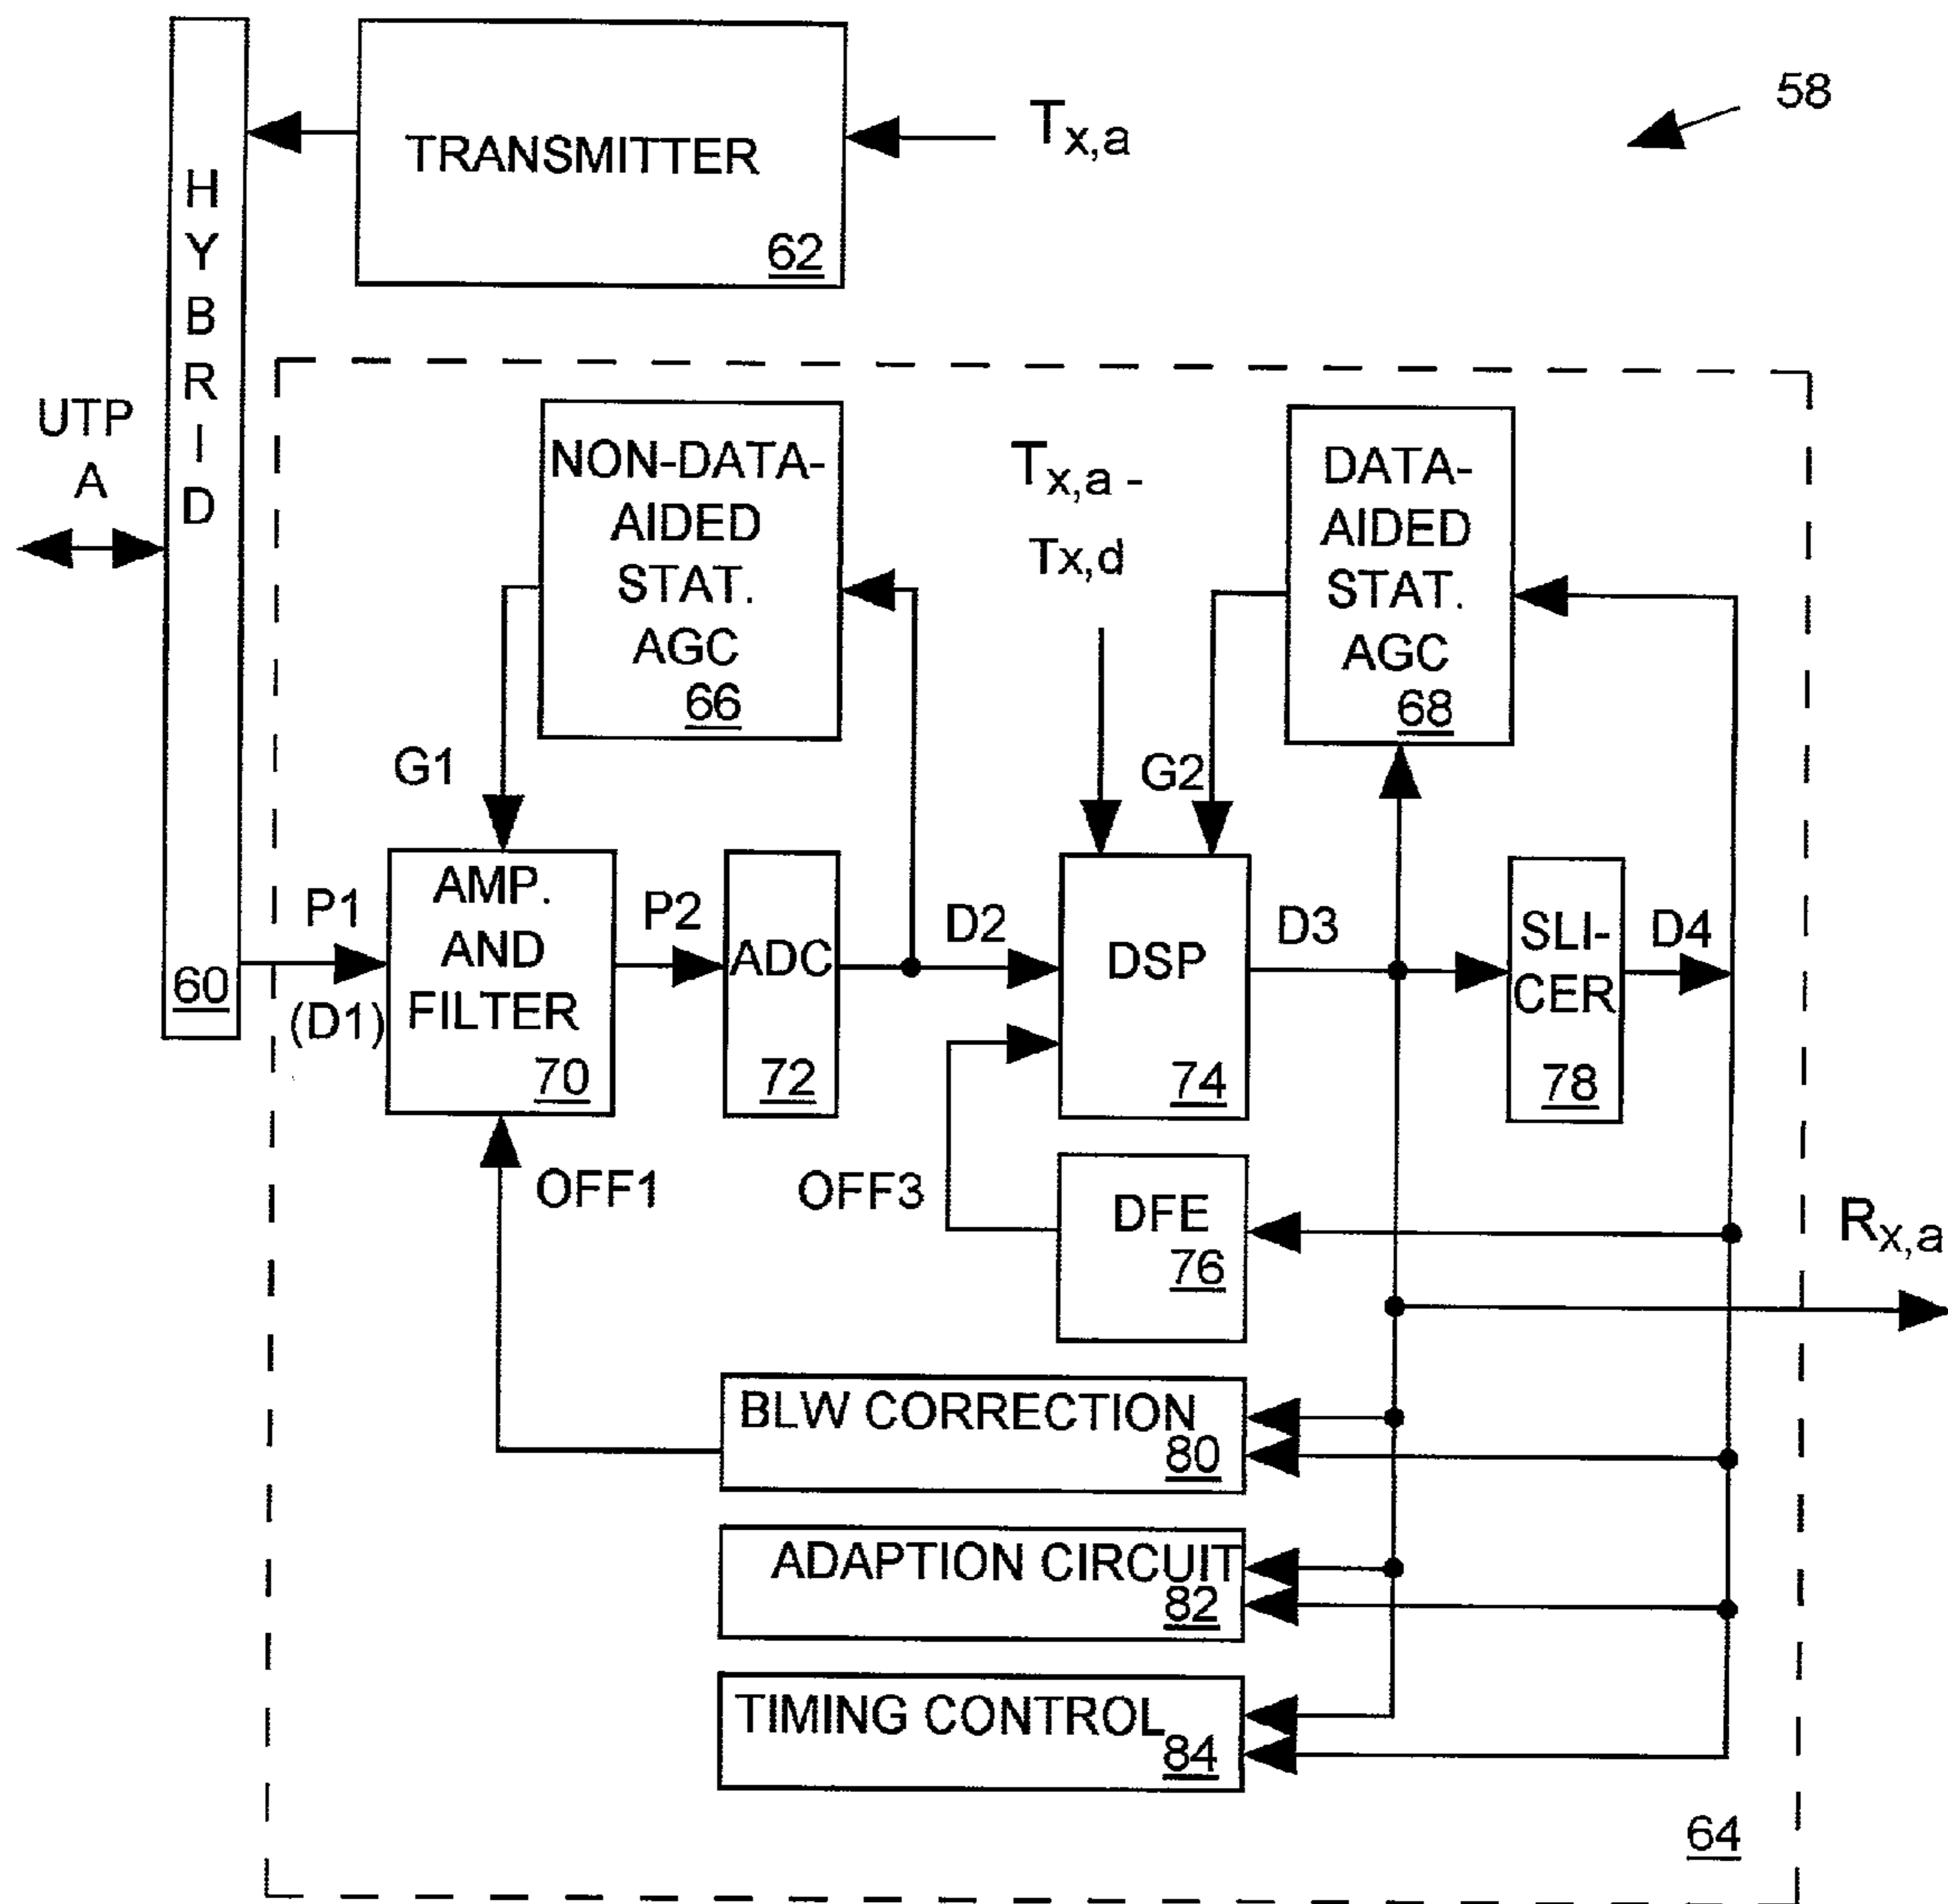 58
TRANSMITTER
62
Tx,a
HYBRID
60
UTP
A
NON-DATA-
AIDED
STAT.
AGC
66
Tx,a -
Tx,d
DATA-
AIDED
STAT.
AGC
68
G1
G2
P1
(D1)
AMP.
AND
FILTER
70
P2
ADC
72
D2
DSP
74
D3
SLI-
CER
78
D4
OFF1
OFF3
DFE
76
Rx,a
BLW CORRECTION
80
ADAPTION CIRCUIT
82
TIMING CONTROL
84
64